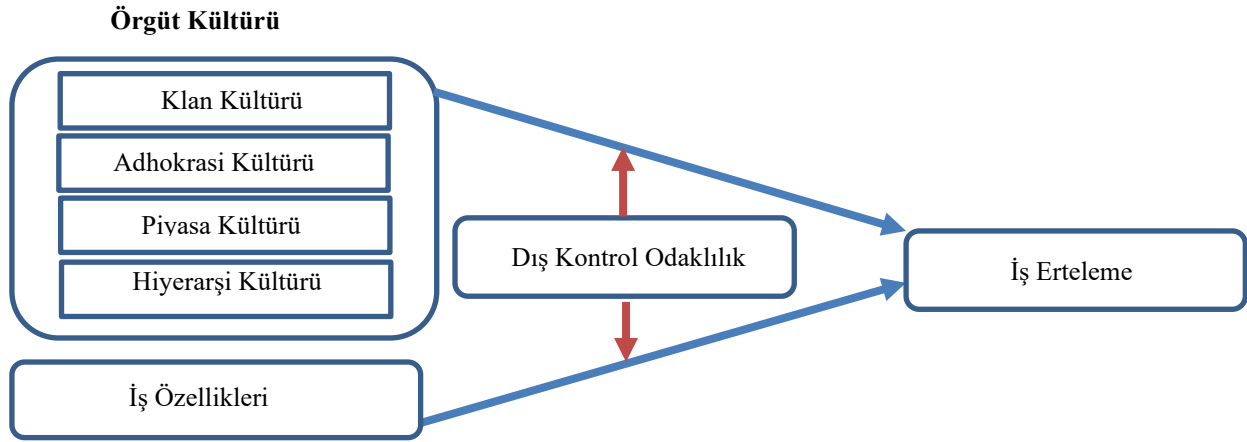 Örgüt Kültürü
Klan Kültürü
Adhokrasi Kültürü
Piyasa Kültürü
Hiyerarşi Kültürü
Dış Kontrol Odaklılık
İş Erteleme
İş Özellikleri